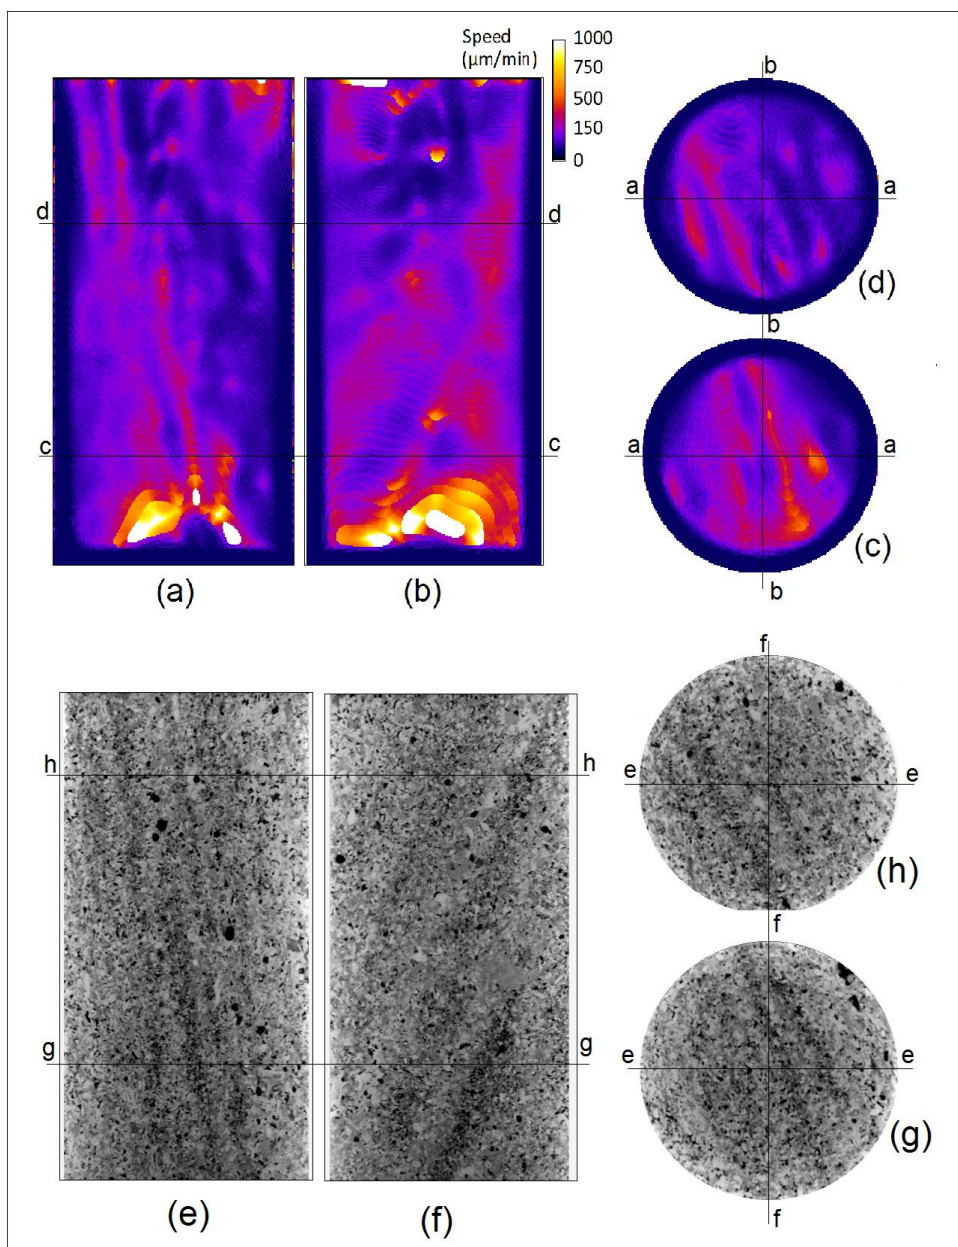 Speed
(µm/min)
1000
750
500
150
0
b
a a
d d
(d)
b
c c
a a
(c)
b
(a) (b)
f
h h
e e
(h)
f
g g
e e
(g)
f
(e) (f)